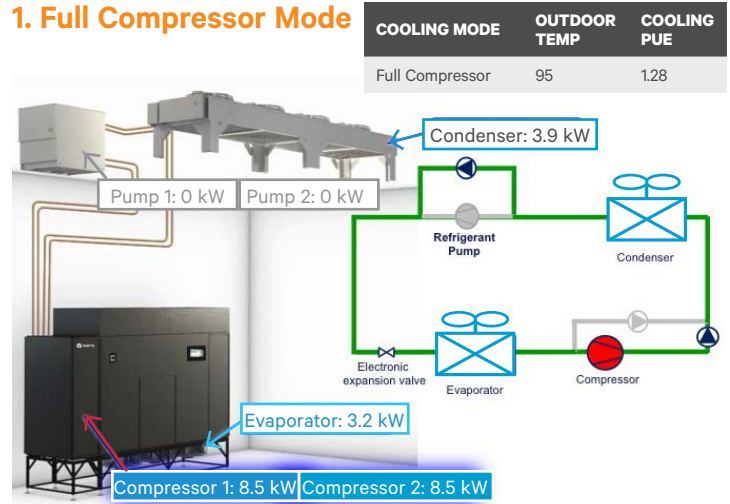 1. Full Compressor Mode
COOLING MODE
OUTDOOR TEMP
COOLING PUE
Full Compressor
95
1.28
Condenser: 3.9 kW
Pump 1: 0 kW
Pump 2: 0 kW
Refrigerant
Pump
Condenser
Electronic
expansion valve
Evaporator
Compressor
Evaporator: 3.2 kW
Compressor 1: 8.5 kW
Compressor 2: 8.5 kW